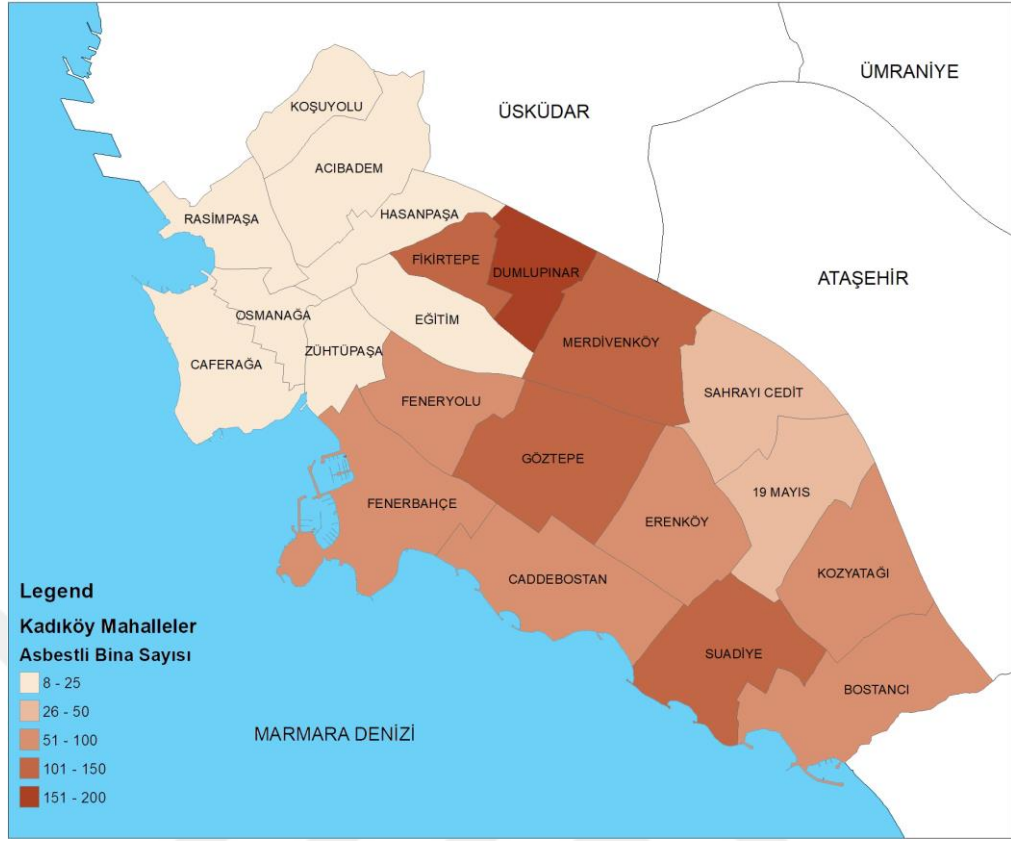 ÜMRANİYE
ÜSKÜDAR
KOŞUYOLU
ACIBADEM
RASİMPAŞA
HASANPAŞA
FİKİRTEPE
DUMLUPINAR
ATAŞEHİR
OSMANAĞA
EĞİTİM
MERDİVENKÖY
ZÜHTÜPAŞA
CAFERAĞA
SAHRAYI CEDİT
FENERYOLU
GÖZTEPE
19 MAYIS
FENERBAHÇE
ERENKÖY
KOZYATAĞI
CADDEBOSTAN
SUADİYE
BOSTANCI
MARMARA DENİZİ
Legend
Kadıköy Mahalleler
Asbestli Bina Sayısı
8 - 25
26 - 50
51 - 100
101 - 150
151 - 200